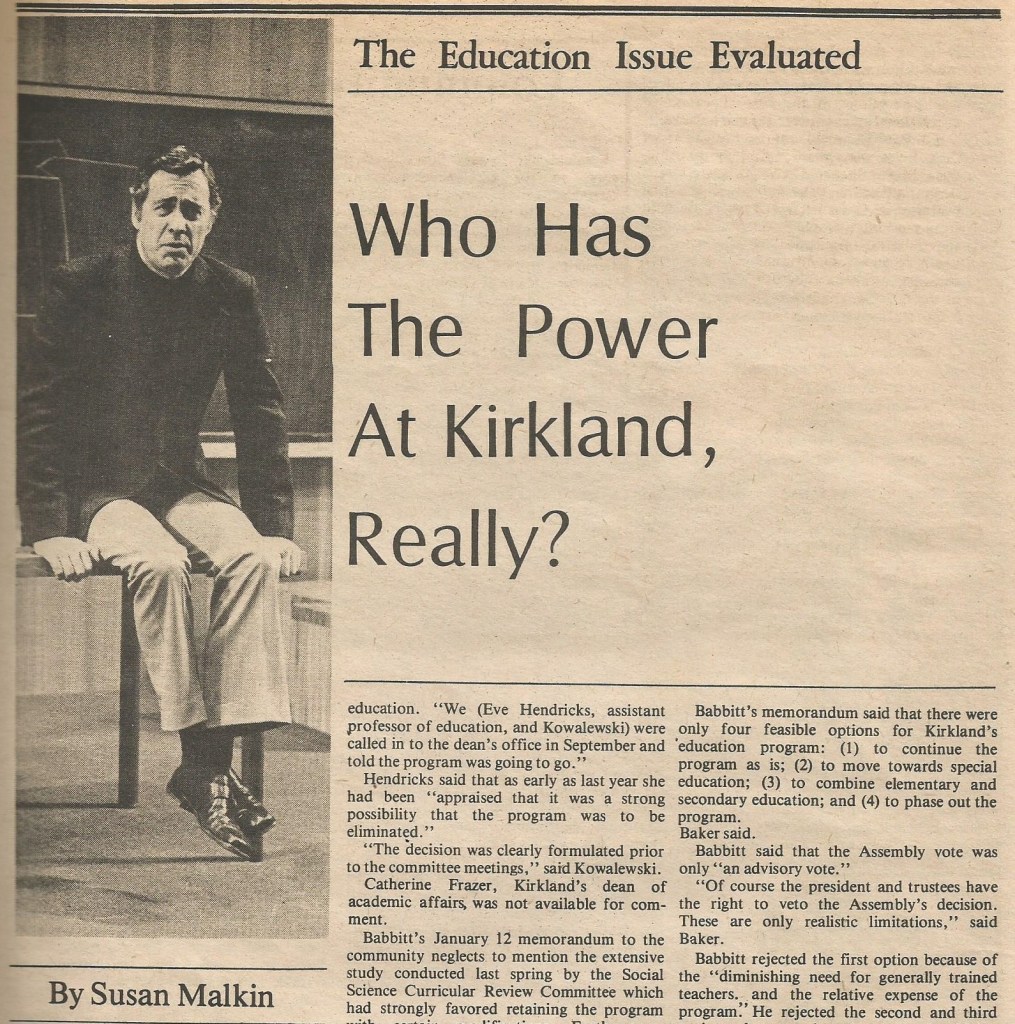 The Education Issue Evaluated
Who Has
The Power
At Kirkland,
Really?
By Susan Malkin
education. "We (Eve Hendricks, assistant
professor of education, and Kowalewski) were
called in to the dean's office in September and
told the program was going to go."
Hendricks said that as early as last year she
had been "appraised that it was a strong
possibility that the program was to be
eliminated."
"The decision was clearly formulated prior
to the committee meetings," said Kowalewski.
Catherine Frazer, Kirkland's dean of
academic affairs, was not available for com-
ment.
Babbitt's January 12 memorandum to the
community neglects to mention the extensive
study conducted last spring by the Social
Science Curricular Review Committee which
had strongly favored retaining the program
Babbitt's memorandum said that there were
only four feasible options for Kirkland's
education program: (1) to continue the
program as is; (2) to move towards special
education; (3) to combine elementary and
secondary education; and (4) to phase out the
program.
Baker said.
Babbitt said that the Assembly vote was
only "an advisory vote."
"Of course the president and trustees have
the right to veto the Assembly's decision.
These are only realistic limitations," said
Baker.
Babbitt rejected the first option because of
the "diminishing need for generally trained
teachers. and the relative expense of the
program." He rejected the second and third